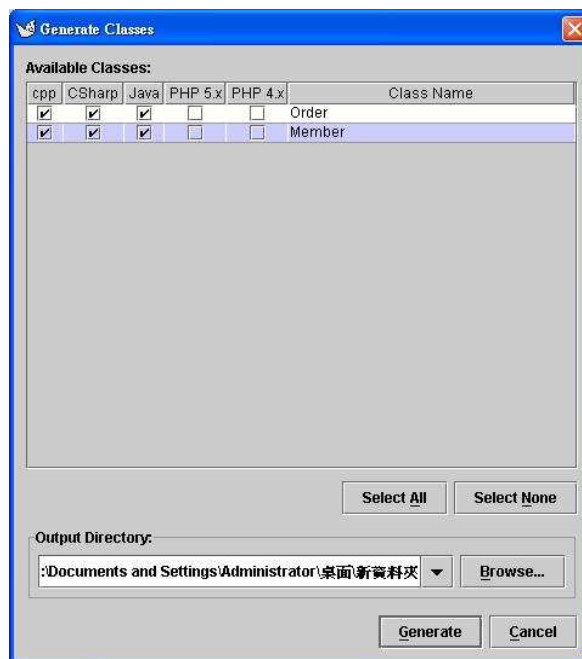 Generate Classes
Available Classes:
cpp CSharp Java PHP 5.x PHP 4.x Class Name
Order
Member
Select All Select None
Output Directory:
:\Documents and Settings\Administrator\桌面\新資料夾 Browse...
Generate Cancel